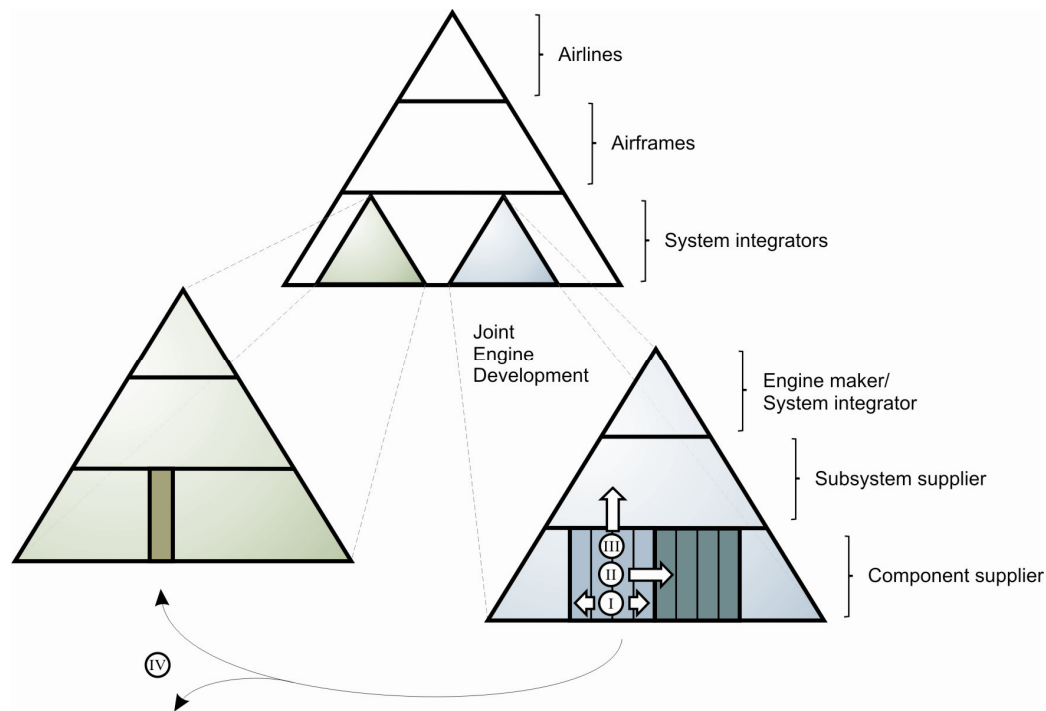 Airlines
Airframes
System integrators
Joint
Engine
Development
Engine maker/
System integrator
Subsystem supplier
III
II
Component supplier
I
IV